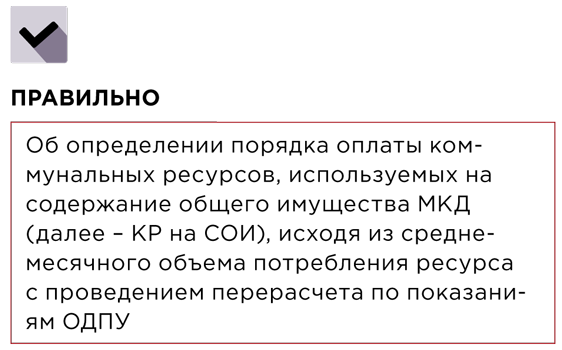 ПРАВИЛЬНО
Об определении порядка оплаты ком-
мунальных ресурсов, используемых на
содержание общего имущества МКД
(далее – КР на СОИ), исходя из средне-
месячного объема потребления ресурса
с проведением перерасчета по показани-
ям ОДПУ